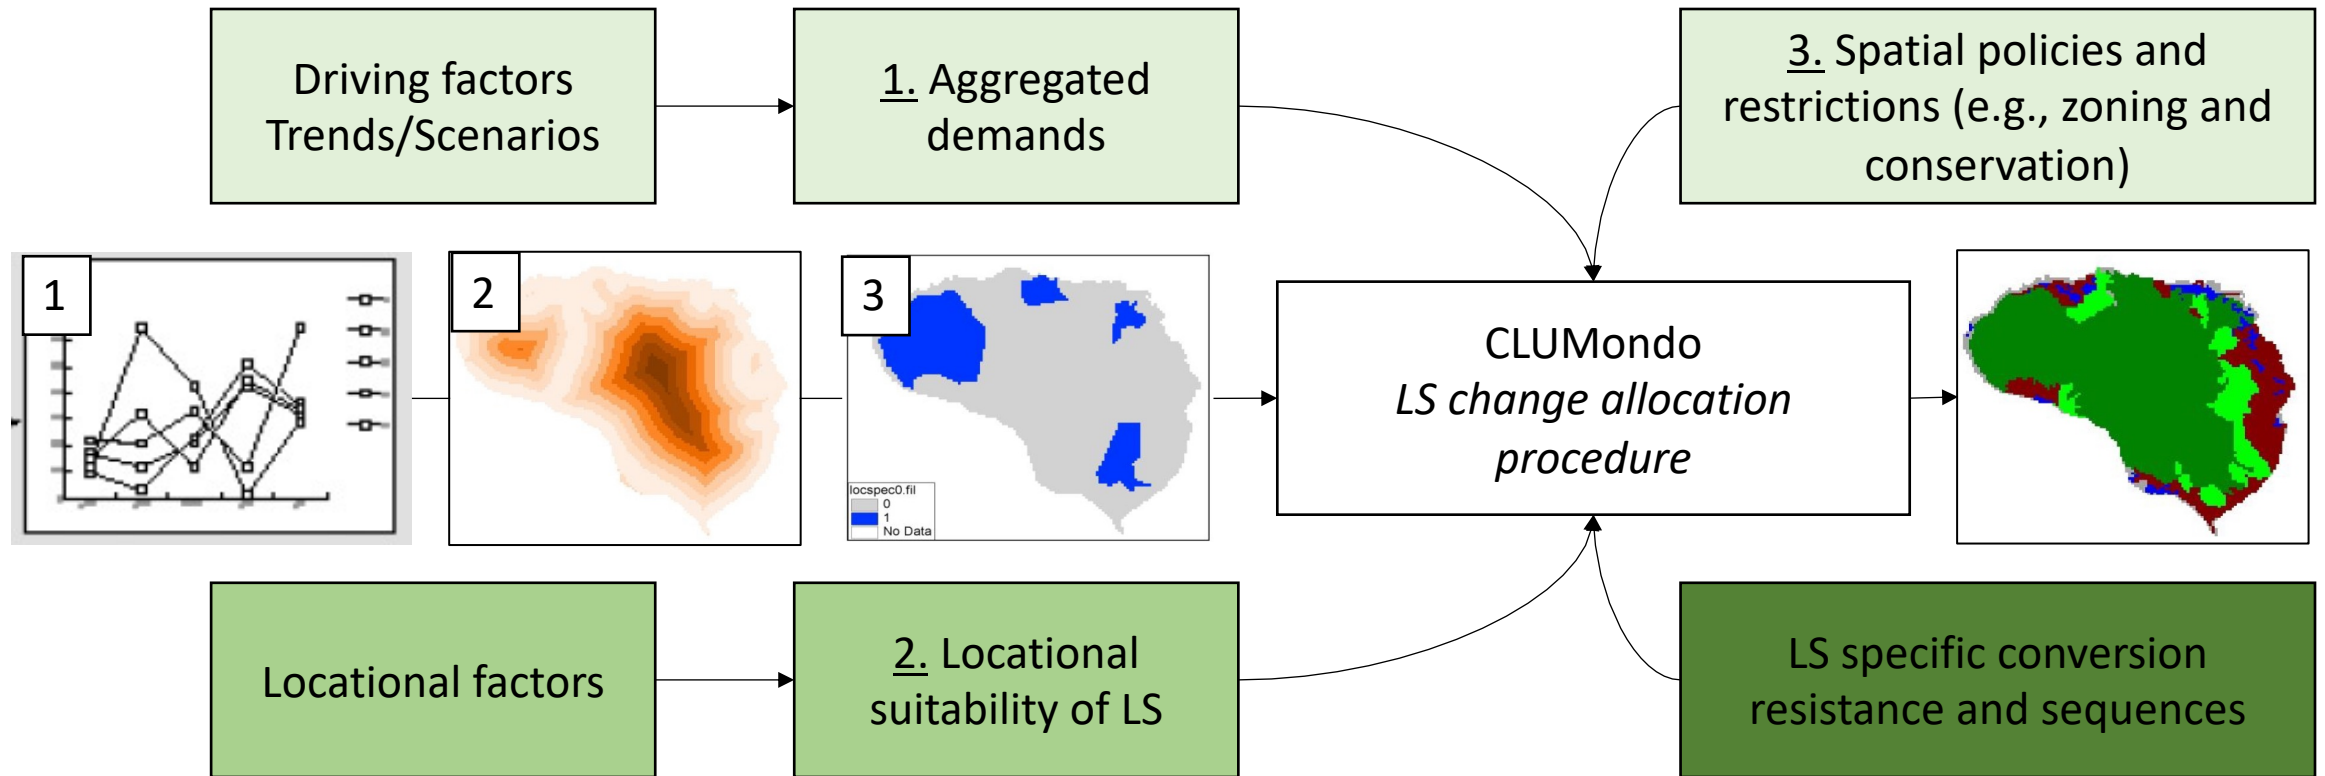 Driving factors
Trends/Scenarios
1. Aggregated
demands
3. Spatial policies and
restrictions (e.g., zoning and
conservation)
1
2
3
locspec0.fil
0
1
No Data
CLUMondo
LS change allocation
procedure
Locational factors
2. Locational
suitability of LS
LS specific conversion
resistance and sequences